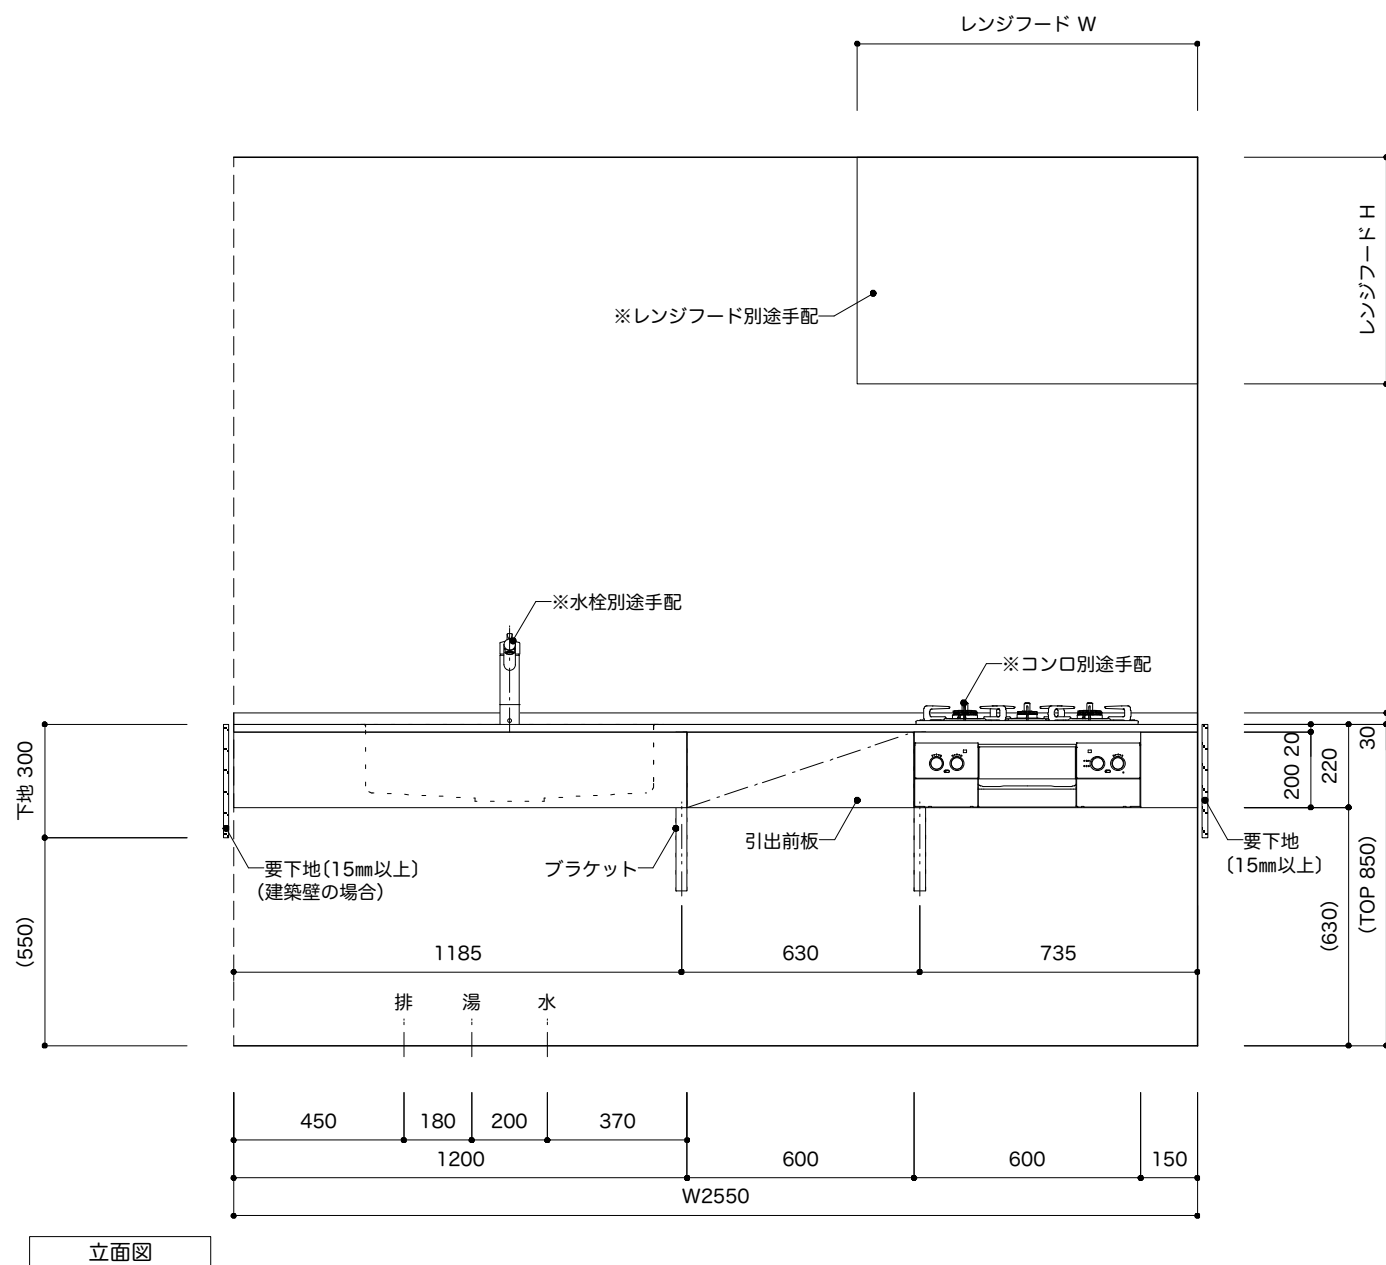 レンジフード W
レンジフード H
※レンジフード別途手配
※水栓別途手配
※コンロ別途手配
下地 300
(550)
200 20
220
30
(630)
(TOP 850)
要下地〔15㎜以上〕
(建築壁の場合)
ブラケット
引出前板
要下地
〔15㎜以上〕
1185 630 735
排 湯 水
450 180 200 370
1200 600 600 150
W2550
立面図